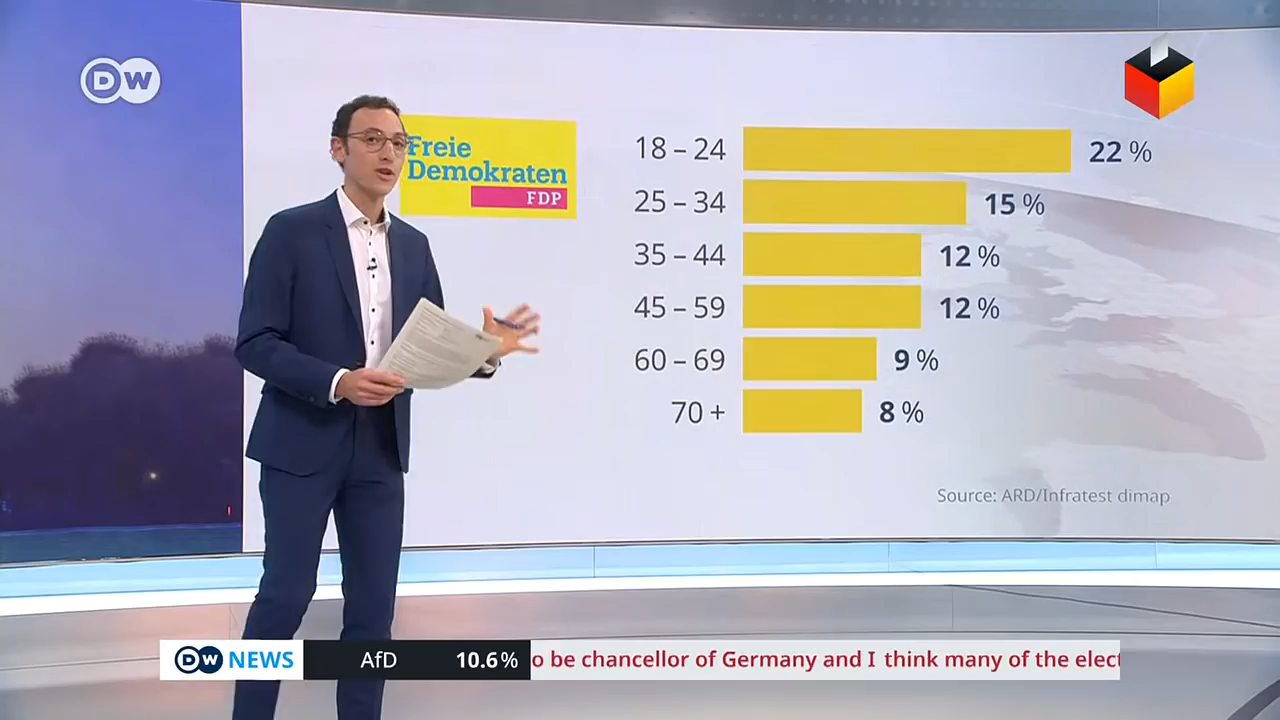 DW
Freie
Demokraten
FDP
18 – 24 22 %
25 – 34 15 %
35 – 44 12 %
45 – 59 12 %
60 – 69 9 %
70 + 8 %
Source: ARD/Infratest dimap
DW NEWS AfD 10.6% o be chancellor of Germany and I think many of the elect